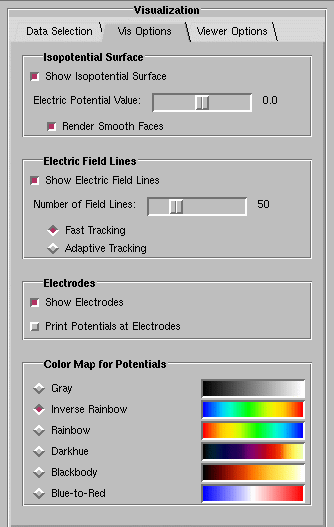 Visualization
Data Selection Vis Options Viewer Options
Isopotential Surface
Show Isopotential Surface
Electric Potential Value: 0.0
Render Smooth Faces
Electric Field Lines
Show Electric Field Lines
Number of Field Lines: 50
Fast Tracking
Adaptive Tracking
Electrodes
Show Electrodes
Print Potentials at Electrodes
Color Map for Potentials
Gray
Inverse Rainbow
Rainbow
Darkhue
Blackbody
Blue-to-Red